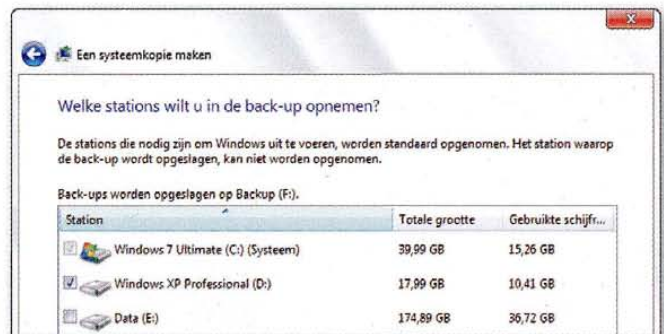 Een systeemkopie maken
Welke stations wilt u in de back-up opnemen?
De stations die nodig zijn om Windows uit te voeren, worden standaard opgenomen. Het station waarop
de back-up wordt opgeslagen, kan niet worden opgenomen.
Back-ups worden opgeslagen op Backup (F:).
Station Totale grootte Gebruikte schijfr...
Windows 7 Ultimate (C:) (Systeem) 39,99 GB 15,26 GB
Windows XP Professional (D:) 17,99 GB 10,41 GB
Data (E:) 174,89 GB 36,72 GB